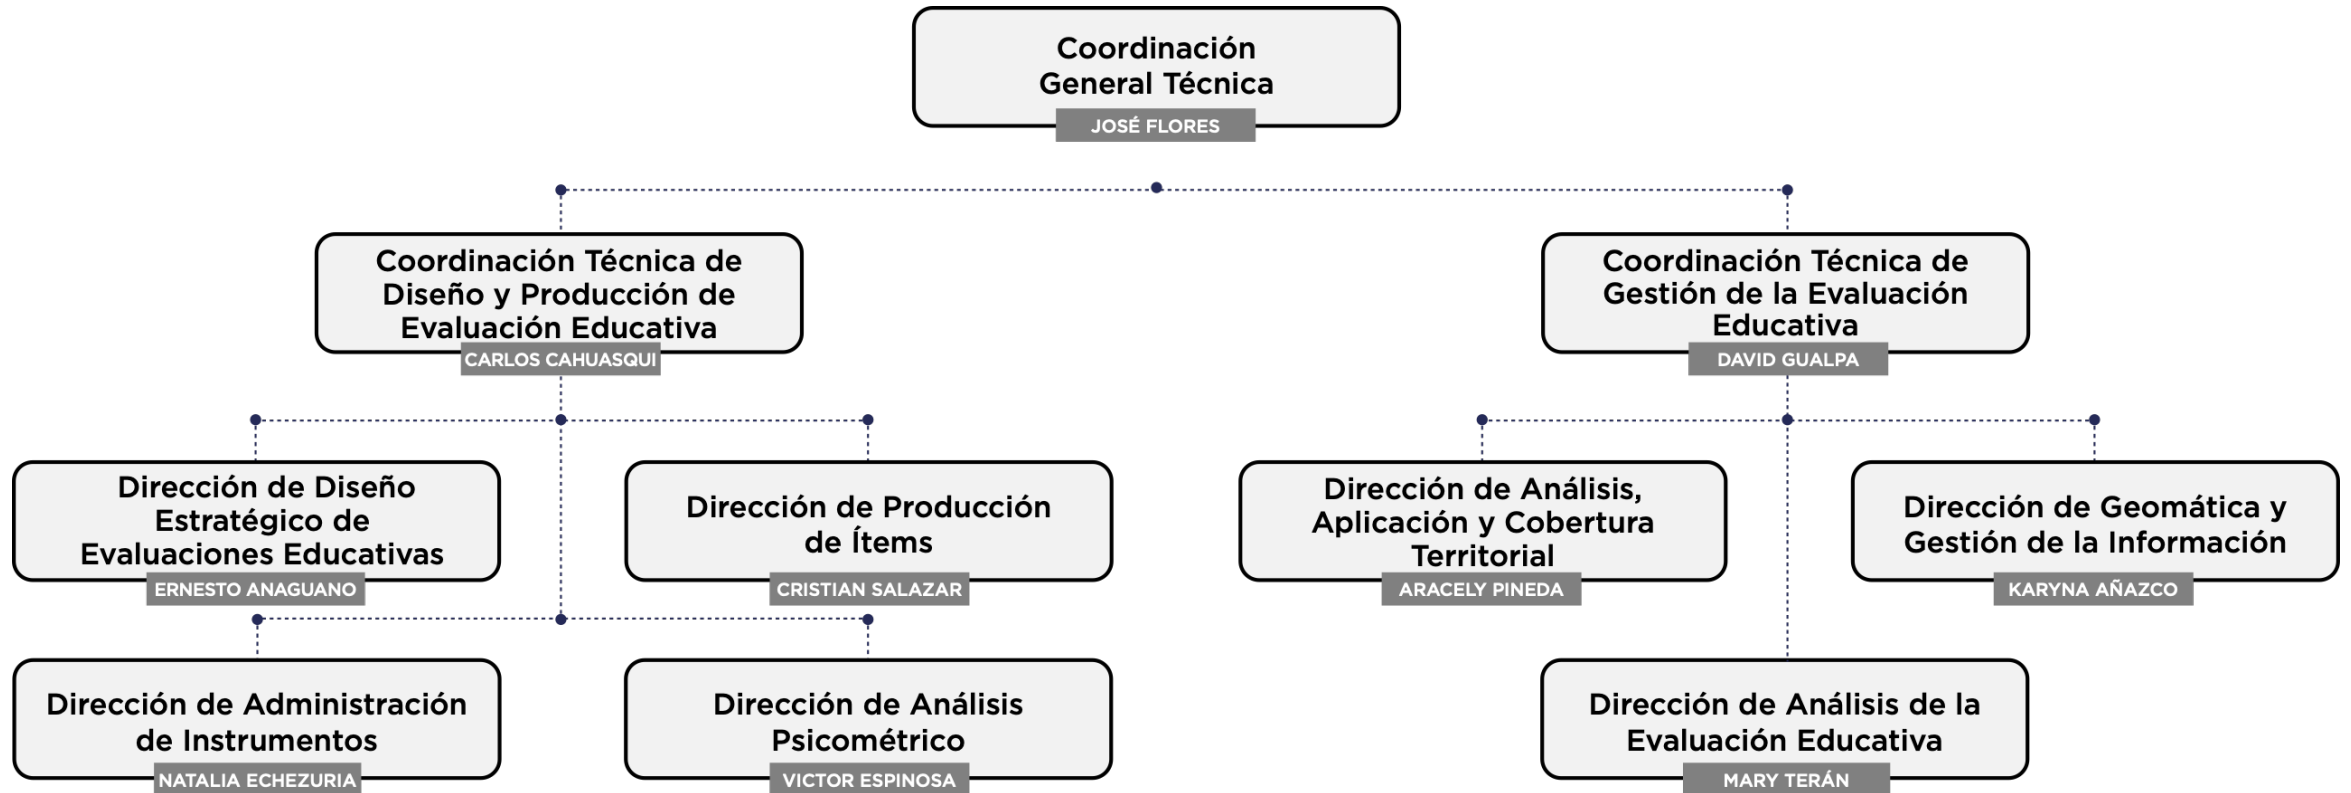 Coordinación
General Técnica
JOSÉ FLORES
Coordinación Técnica de
Diseño y Producción de
Evaluación Educativa
CARLOS CAHUASQUI
Coordinación Técnica de
Gestión de la Evaluación
Educativa
DAVID GUALPA
Dirección de Diseño
Estratégico de
Evaluaciones Educativas
ERNESTO ANAGUANO
Dirección de Producción
de Ítems
CRISTIAN SALAZAR
Dirección de Análisis,
Aplicación y Cobertura
Territorial
ARACELY PINEDA
Dirección de Geomática y
Gestión de la Información
KARYNA AÑAZCO
Dirección de Administración
de Instrumentos
NATALIA ECHEZURIA
Dirección de Análisis
Psicométrico
VICTOR ESPINOSA
Dirección de Análisis de la
Evaluación Educativa
MARY TERÁN